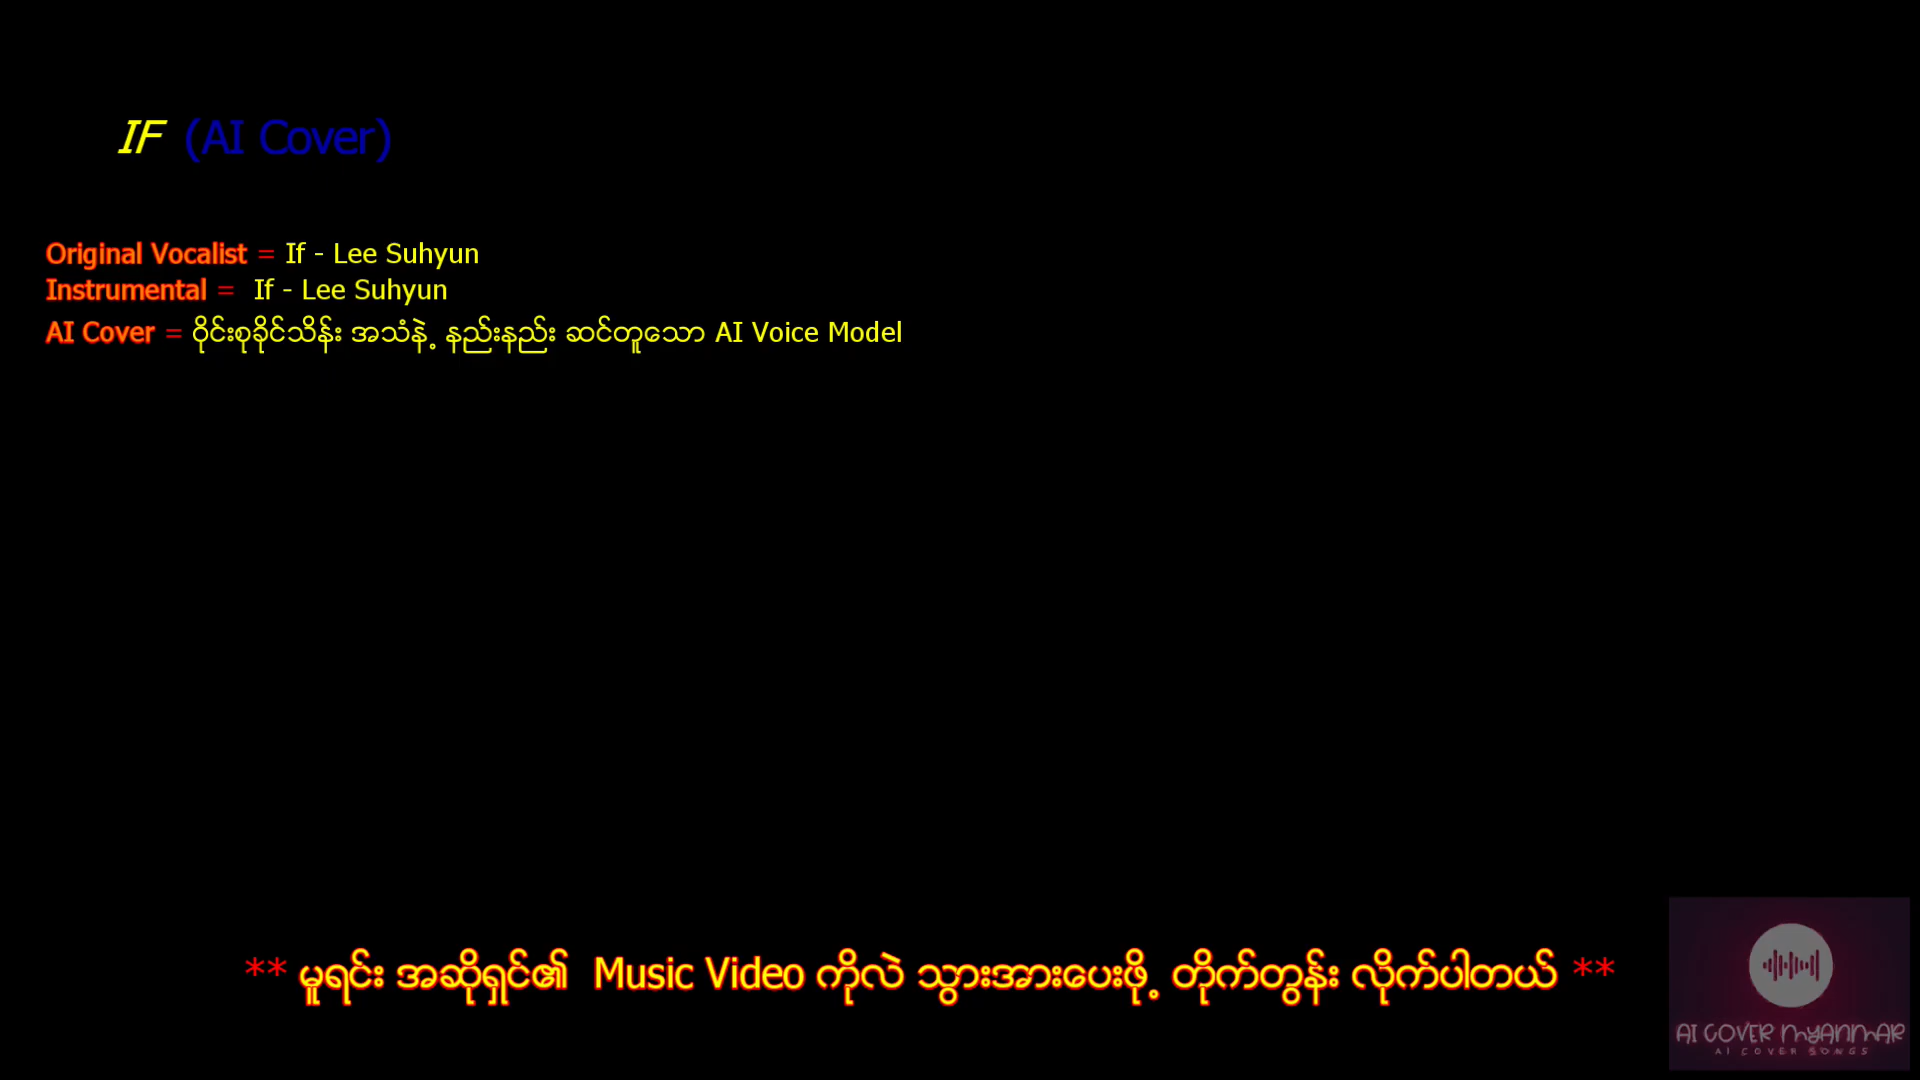 IF (AI Cover)
Original Vocalist = If - Lee Suhyun
Instrumental = If - Lee Suhyun
AI Cover = ဝိုင်းစုခိုင်သိန်း အသံနဲ့ နည်းနည်း ဆင်တူသော AI Voice Model
** မူရင်း အဆိုရှင်၏ Music Video ကိုလဲ သွားအားပေးဖို့ တိုက်တွန်း လိုက်ပါတယ် **
AI COVER MYANMAR
AI COVER SONGS